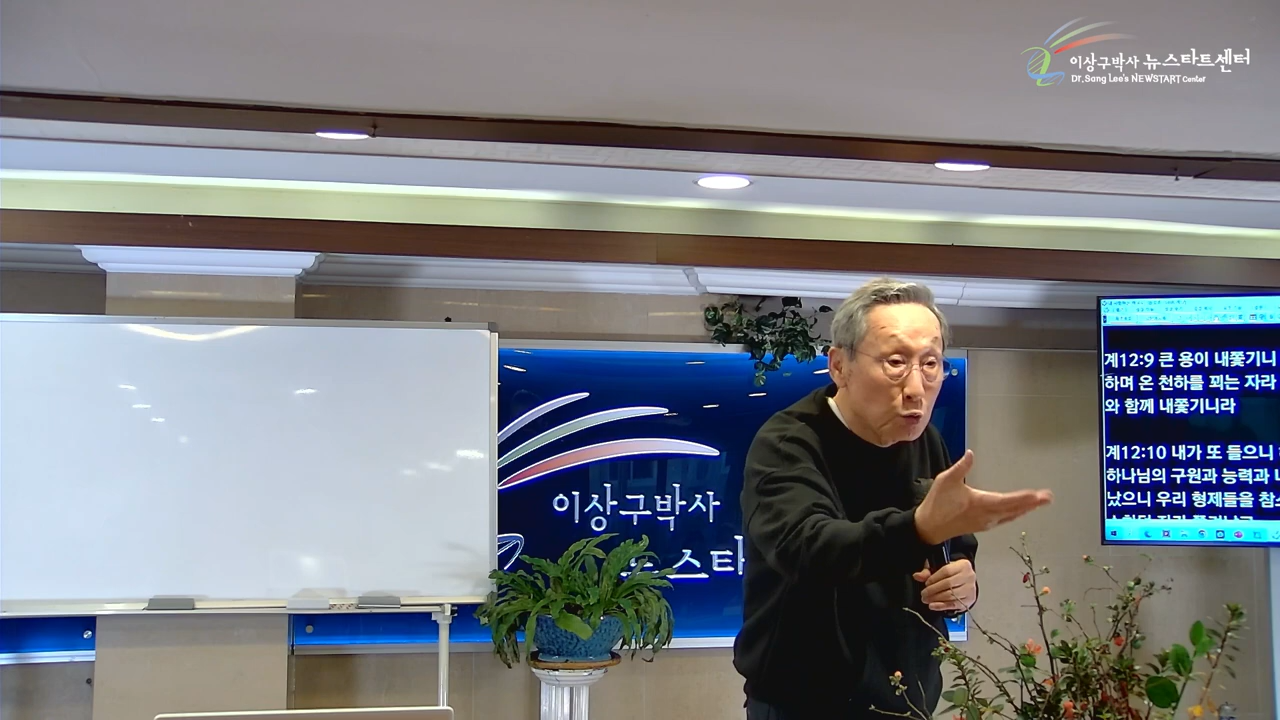 이상구박사 뉴스타트센터
Dr. Sang Lee's NEWSTART Center
이상구박사
스타
계12:9 큰 용이 내쫓기니
하며 온 천하를 꾀는 자라
와 함께 내쫓기니라
계12:10 내가 또 들으니
하나님의 구원과 능력과 나
났으니 우리 형제들을 참소